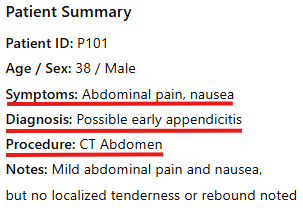 Patient Summary
Patient ID: P101
Age / Sex: 38 / Male
Symptoms: Abdominal pain, nausea
Diagnosis: Possible early appendicitis
Procedure: CT Abdomen
Notes: Mild abdominal pain and nausea,
but no localized tenderness or rebound noted